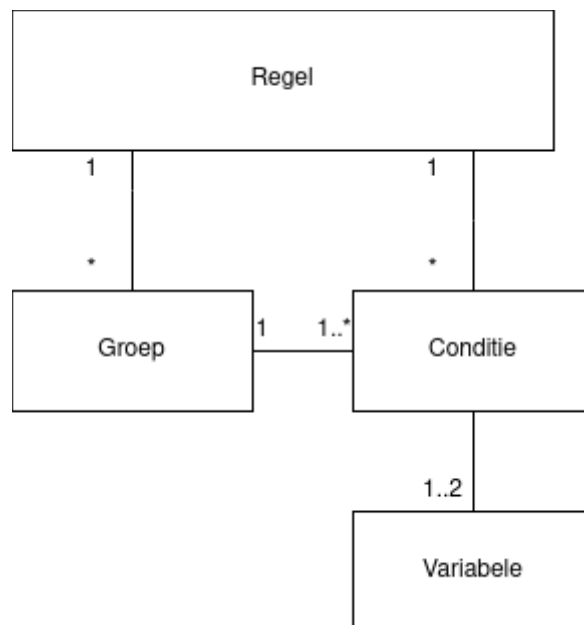 Regel
1 1
* *
Groep 1 1..* Conditie
1..2
Variabele